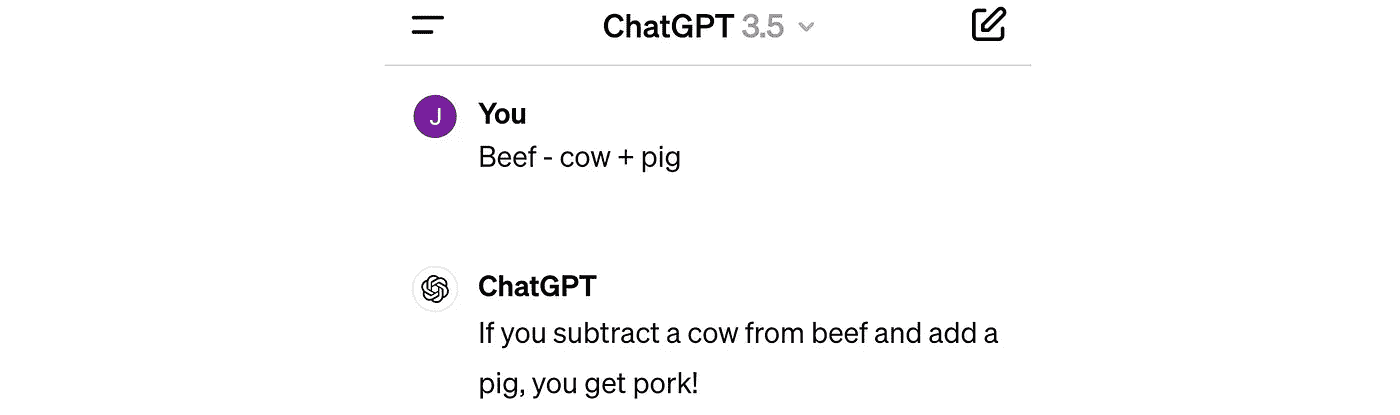 ChatGPT 3.5
J
You
Beef - cow + pig
ChatGPT
If you subtract a cow from beef and add a
pig, you get pork!